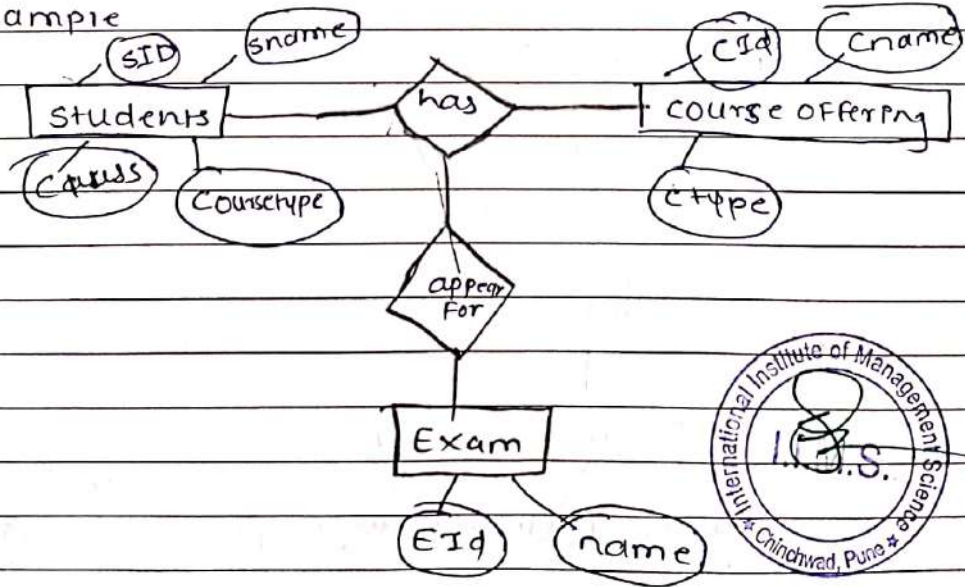 ample
SID
sname
CId
Cname
Students
has
course offering
Coursetype
ctype
appear
For
Exam
EId
name
International Institute of Management Science
I. .S.
* Chinchwad, Pune *